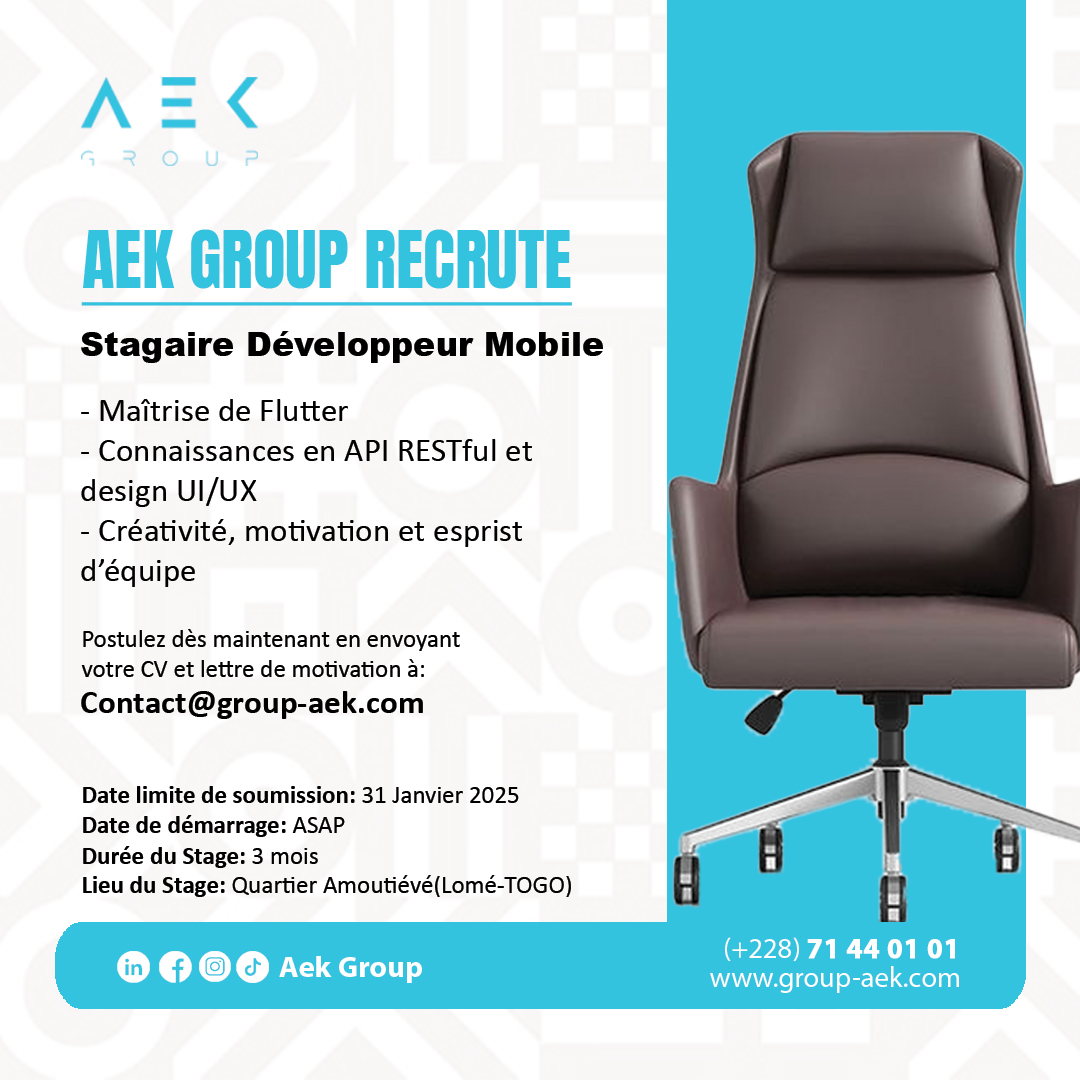 AEK
GROUP
AEK GROUP RECRUTE
Stagaire Développeur Mobile
- Maîtrise de Flutter
- Connaissances en API RESTful et
design UI/UX
- Créativité, motivation et esprist
d’équipe
Postulez dès maintenant en envoyant
votre CV et lettre de motivation à:
Contact@group-aek.com
Date limite de soumission: 31 Janvier 2025
Date de démarrage: ASAP
Durée du Stage: 3 mois
Lieu du Stage: Quartier Amoutiévé(Lomé-TOGO)
in f Aek Group
(+228) 71 44 01 01
www.group-aek.com